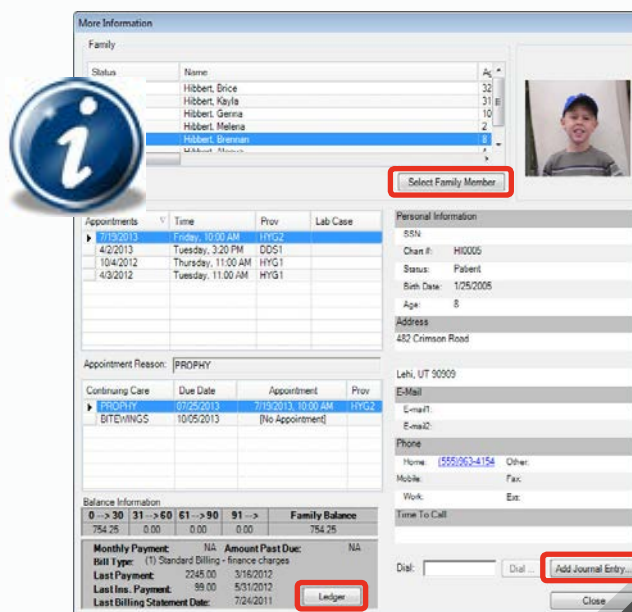 More Information
Family
Status Name Ag
Hibbert, Brice 32
Hibbert, Kayla 31
Hibbert, Genna 10
Hibbert, Melena 2
Hibbert, Brennan 8
Select Family Member
Appointments Time Prov Lab Case
7/19/2013 Friday, 10:00 AM HYG2
4/2/2013 Tuesday, 3:20 PM DDS1
10/4/2012 Thursday, 11:00 AM HYG1
4/3/2012 Tuesday, 11:00 AM HYG1
Appointment Reason: PROPHY
Continuing Care Due Date Appointment Prov
PROPHY 07/25/2013 7/19/2013, 10:00 AM HYG2
BITEWINGS 10/05/2013 [No Appointment]
Balance Information
0 --> 30 31 --> 60 61 --> 90 91 --> Family Balance
754.25 0.00 0.00 0.00 754.25
Monthly Payment: NA Amount Past Due: NA
Bill Type: (1) Standard Billing - finance charges
Last Payment: 2245.00 3/16/2012
Last Ins. Payment: 99.00 5/31/2012
Last Billing Statement Date: 7/24/2011
Ledger
Personal Information
SSN:
Chart #: HI0005
Status: Patient
Birth Date: 1/25/2005
Age: 8
Address
482 Crimson Road
Lehi, UT 90909
E-Mail
E-mail1:
E-mail2:
Phone
Home: (555)963-4154 Other:
Mobile: Fax:
Work: Ext:
Time To Call
Dial: Dial ... Add Journal Entry...
Close